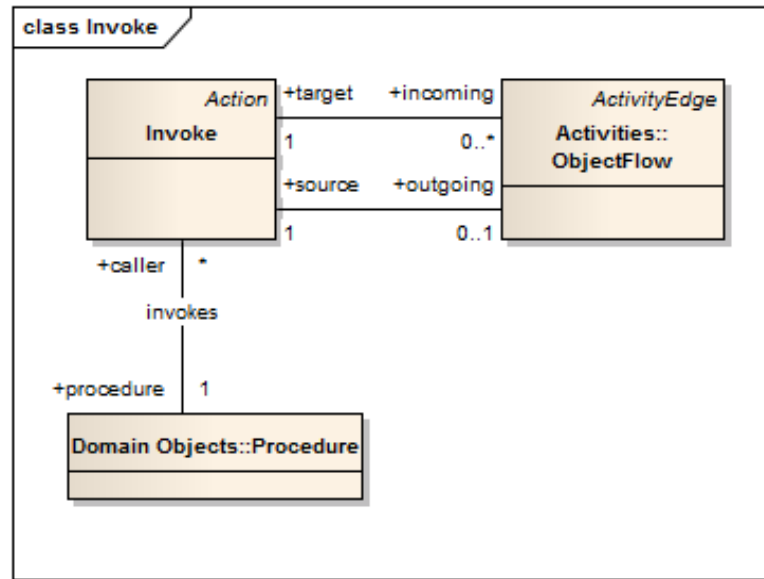 class Invoke
Action
Invoke
+target
+incoming
1
0..*
+source
+outgoing
1
0..1
ActivityEdge
Activities::
ObjectFlow
+caller
*
invokes
+procedure
1
Domain Objects::Procedure